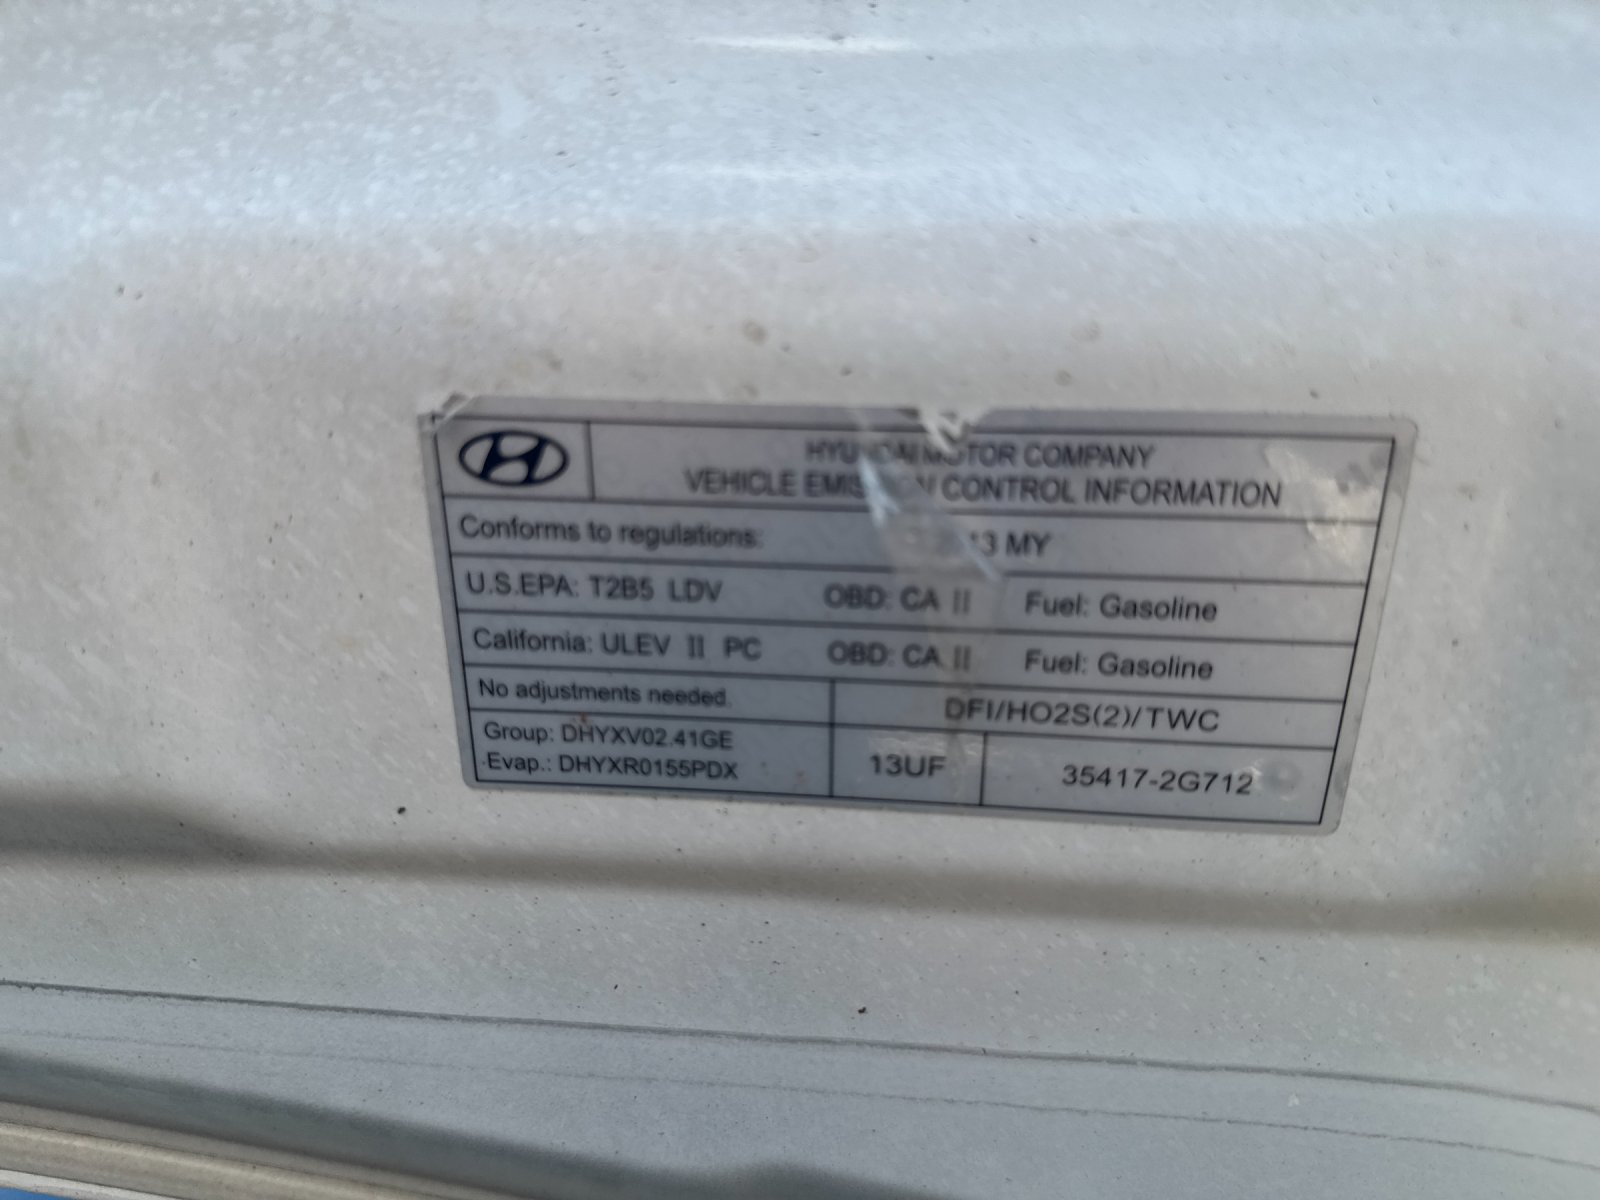 HYUNDAI MOTOR COMPANY
VEHICLE EMISSION CONTROL INFORMATION
Conforms to regulations: 13 MY
U.S.EPA: T2B5 LDV OBD: CA II Fuel: Gasoline
California: ULEV II PC OBD: CA II Fuel: Gasoline
No adjustments needed. DFI/HO2S(2)/TWC
Group: DHYXV02.41GE
Evap.: DHYXR0155PDX
13UF 35417-2G712